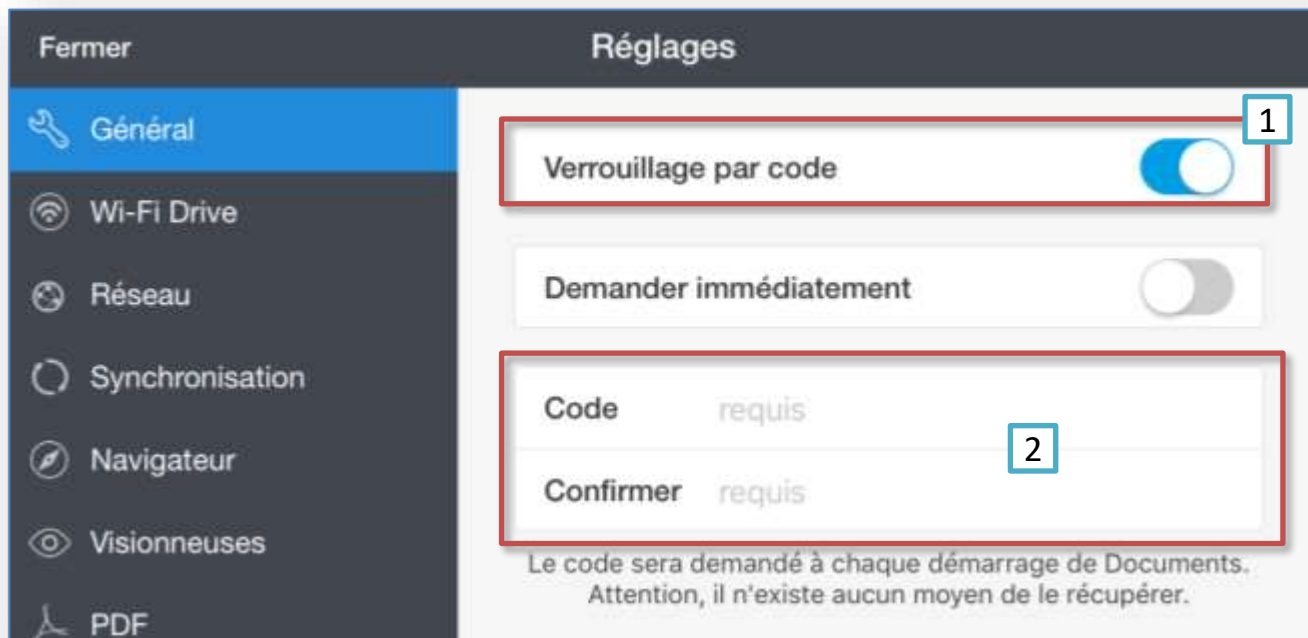 Fermer
Réglages
Général
Wi-Fi Drive
Réseau
Synchronisation
Navigateur
Visionneuses
PDF
1
Verrouillage par code
Demander immédiatement
Code requis
2
Confirmer requis
Le code sera demandé à chaque démarrage de Documents.
Attention, il n'existe aucun moyen de le récupérer.